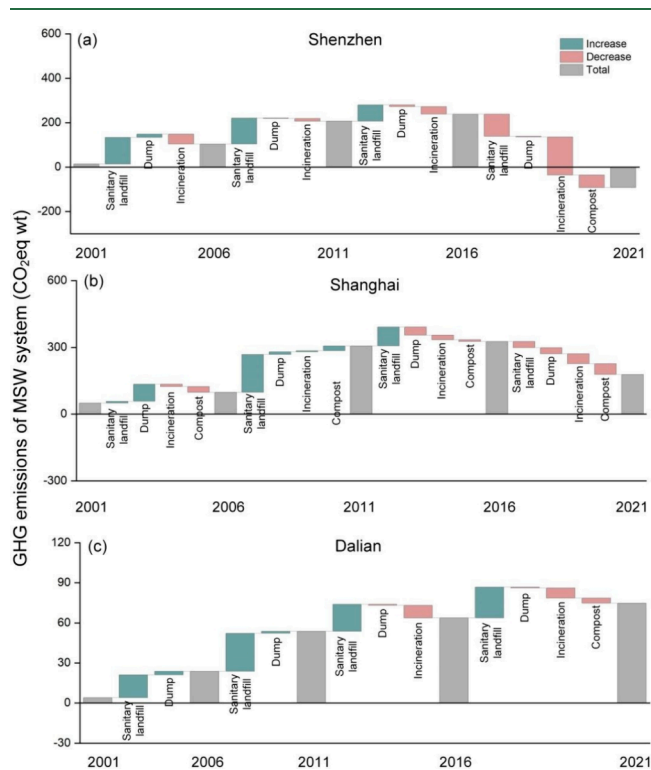 GHG emissions of MSW system (CO₂eq wt)
(a)
Shenzhen
Increase
Decrease
Total
600
400
200
0
-200
Sanitary
landfill
Dump
Incineration
Sanitary
landfill
Dump
Incineration
Sanitary
landfill
Dump
Incineration
Sanitary
landfill
Dump
Incineration
Compost
2001
2006
2011
2016
2021
(b)
Shanghai
600
300
0
-300
Sanitary
landfill
Dump
Incineration
Compost
Sanitary
landfill
Dump
Incineration
Compost
Sanitary
landfill
Dump
Incineration
Compost
Sanitary
landfill
Dump
Incineration
Compost
2001
2006
2011
2016
2021
(c)
Dalian
120
90
60
30
0
-30
Sanitary
landfill
Dump
Sanitary
landfill
Dump
Sanitary
landfill
Dump
Incineration
Sanitary
landfill
Dump
Incineration
Compost
2001
2006
2011
2016
2021